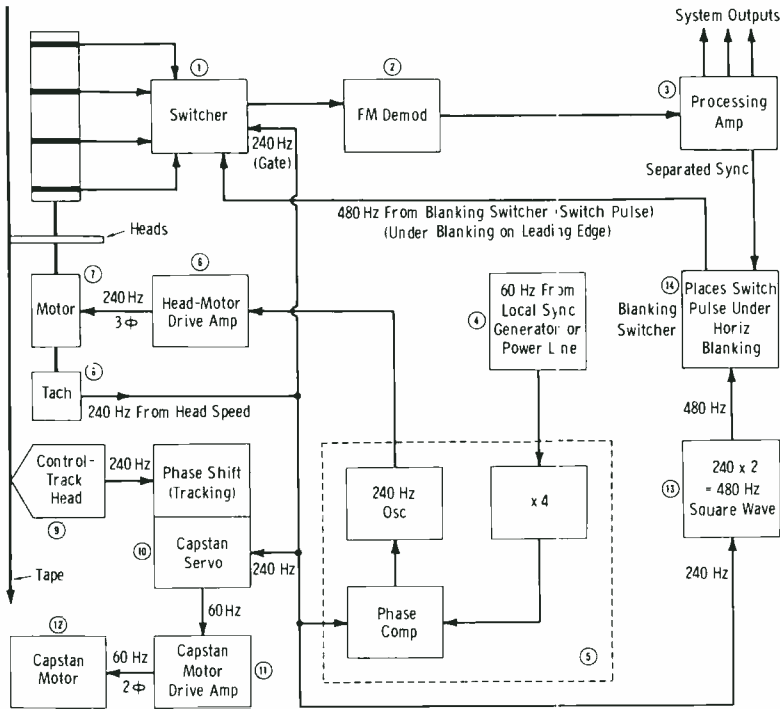 System Outputs
1
Switcher
240 Hz
(Gate)
2
FM Demod
3
Processing
Amp
Separated Sync
480 Hz From Blanking Switcher (Switch Pulse)
(Under Blanking on Leading Edge)
Heads
7
Motor
240 Hz
3 Φ
6
Head-Motor
Drive Amp
4
60 Hz From
Local Sync
Generator or
Power Line
14
Blanking
Switcher
Places Switch
Pulse Under
Horiz
Blanking
8
Tach
240 Hz From Head Speed
480 Hz
Control-
Track
Head
9
240 Hz
Phase Shift
(Tracking)
10
Capstan
Servo
240 Hz
240 Hz
Osc
x 4
Phase
Comp
5
13
240 x 2
= 480 Hz
Square Wave
240 Hz
Tape
60 Hz
12
Capstan
Motor
60 Hz
2 Φ
Capstan
Motor
Drive Amp
11